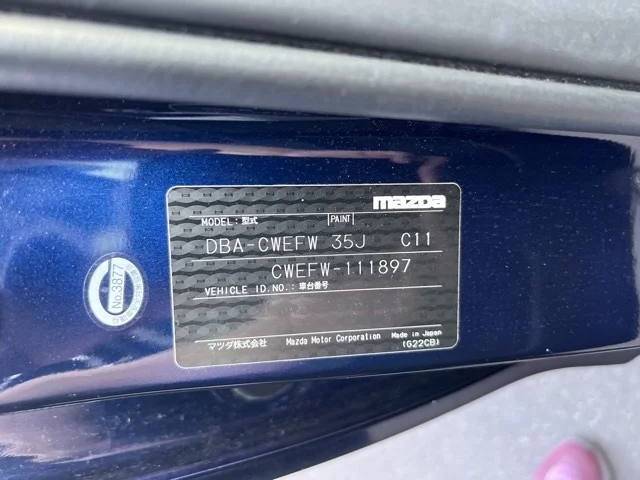 mazda
MODEL:型式 PAINT
DBA-CWEFW 35J C11
CWEFW-111897
VEHICLE ID.NO.:車台番号
マツダ株式会社 Mazda Motor Corporation Made in Japan
(G22CB)
No.3877